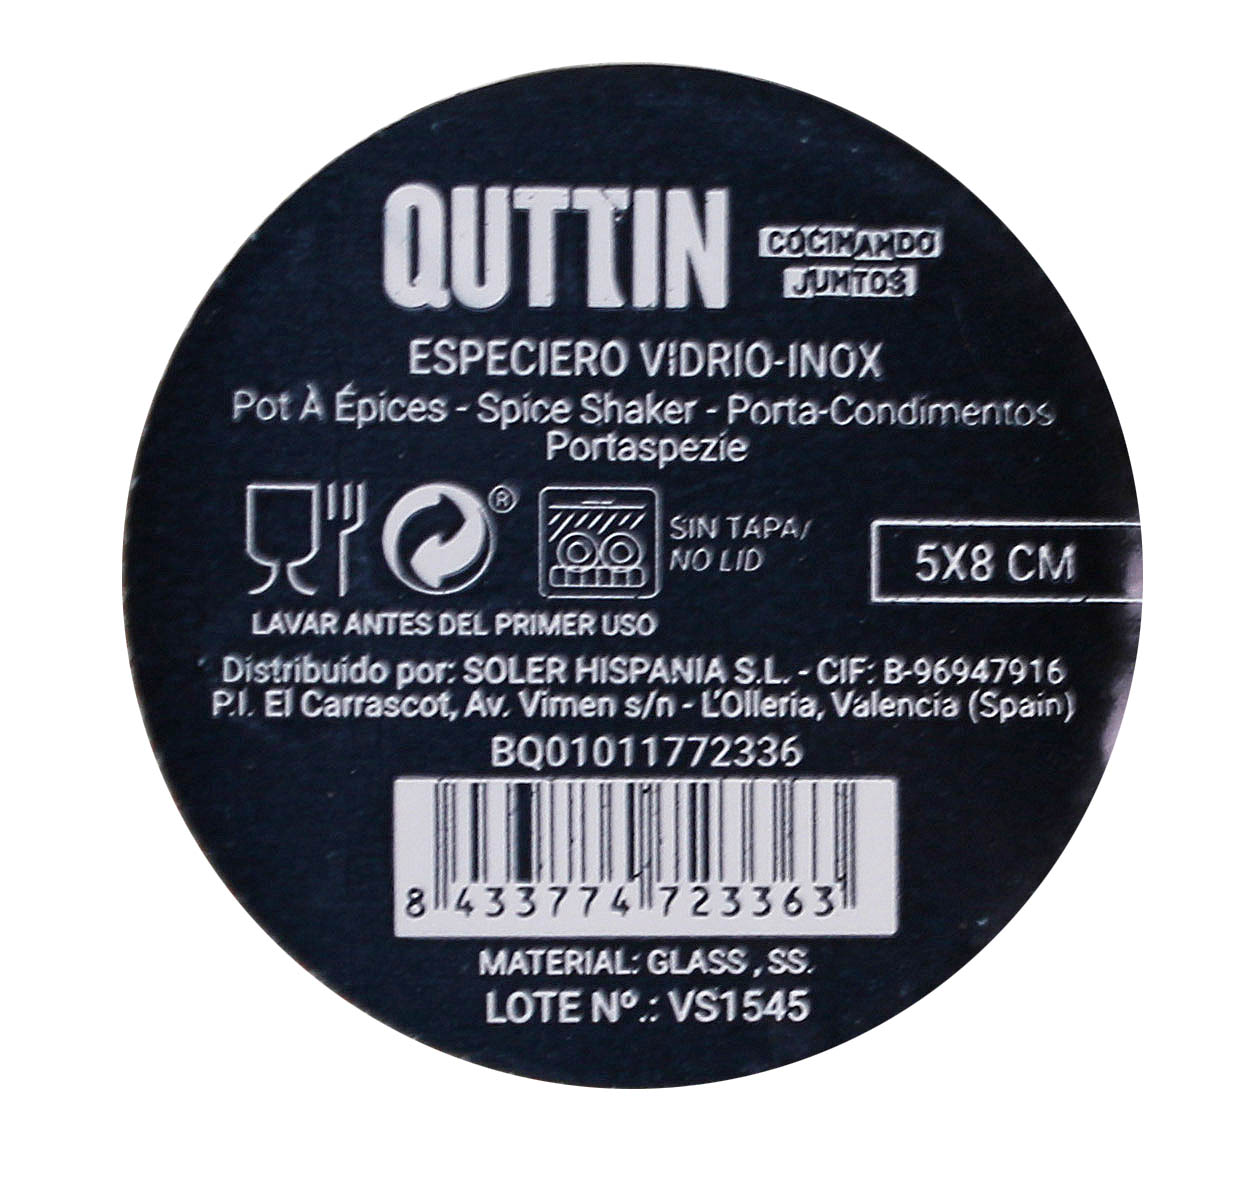 QUTTIN
COCINANDO
JUNTOS
ESPECIERO VIDRIO-INOX
Pot À Épices - Spice Shaker - Porta-Condimentos
Portaspezie
®
SIN TAPA/
NO LID
5X8 CM
LAVAR ANTES DEL PRIMER USO
Distribuido por: SOLER HISPANIA S.L. - CIF: B-96947916
P.I. El Carrascot, Av. Vimen s/n - L'Olleria, Valencia (Spain)
BQ01011772336
8 433774 723363
MATERIAL: GLASS , SS.
LOTE Nº.: VS1545